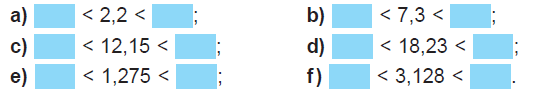 a) < 2,2 < ; b) < 7,3 < ;
c) < 12,15 < ; d) < 18,23 < ;
e) < 1,275 < ; f) < 3,128 < .